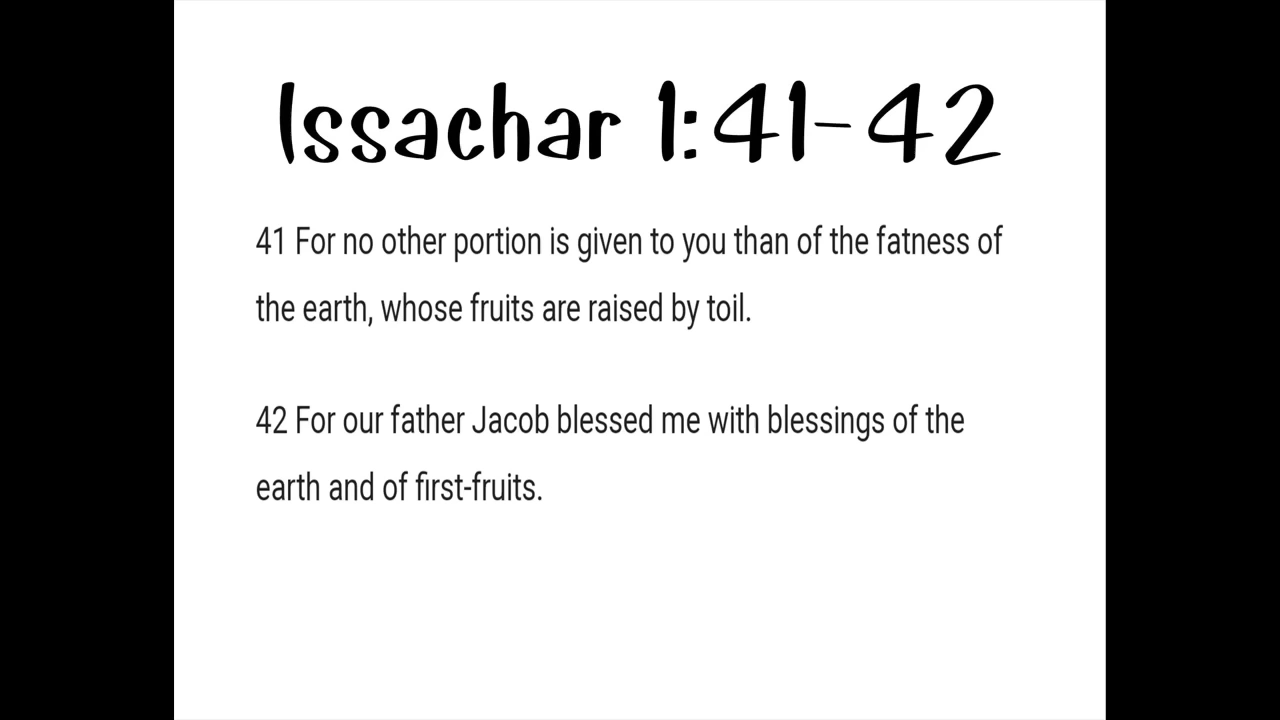 Issachar 1:41-42
41 For no other portion is given to you than of the fatness of
the earth, whose fruits are raised by toil.
42 For our father Jacob blessed me with blessings of the
earth and of first-fruits.